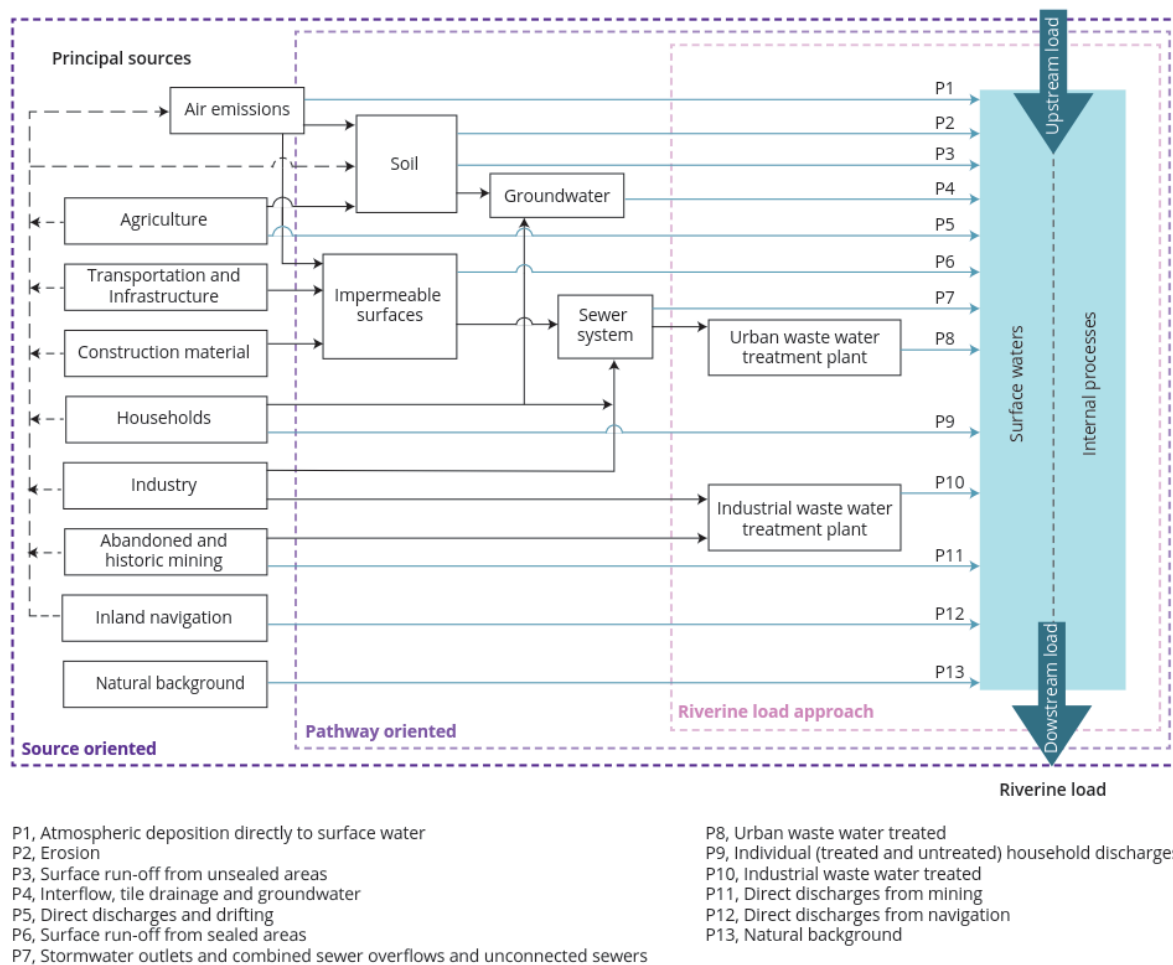 Principal sources
Air emissions
Soil
Groundwater
Agriculture
Transportation and
Infrastructure
Impermeable
surfaces
Sewer
system
Construction material
Urban waste water
treatment plant
Households
Industry
Industrial waste water
treatment plant
Abandoned and
historic mining
Inland navigation
Natural background
P1
P2
P3
P4
P5
P6
P7
P8
P9
P10
P11
P12
P13
Upstream load
Surface waters
Internal processes
Dowstream load
Riverine load approach
Pathway oriented
Source oriented
Riverine load
P1, Atmospheric deposition directly to surface water
P2, Erosion
P3, Surface run-off from unsealed areas
P4, Interflow, tile drainage and groundwater
P5, Direct discharges and drifting
P6, Surface run-off from sealed areas
P7, Stormwater outlets and combined sewer overflows and unconnected sewers
P8, Urban waste water treated
P9, Individual (treated and untreated) household discharges
P10, Industrial waste water treated
P11, Direct discharges from mining
P12, Direct discharges from navigation
P13, Natural background